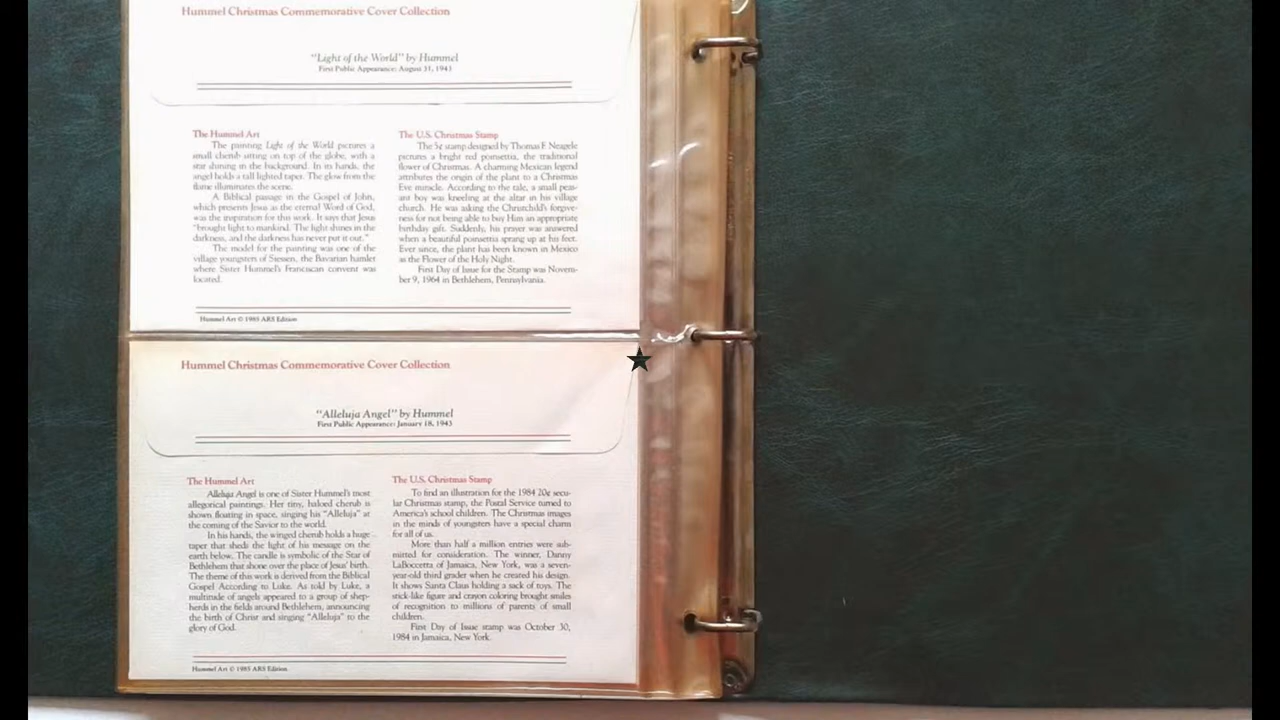 Hummel Christmas Commemorative Cover Collection
"Light of the World" by Hummel
First Public Appearance: August 31, 1943
The Hummel Art
The painting Light of the World pictures a
small cherub sitting on top of the globe, with a
star shining in the background. In its hands, the
angel holds a tall lighted taper. The glow from the
flame illuminates the scene.
A Biblical passage in the Gospel of John,
which presents Jesus as the eternal Word of God,
was the inspiration for this work. It says that Jesus
"brought light to mankind. The light shines in the
darkness, and the darkness has never put it out."
The model for the painting was one of the
village youngsters of Siessen, the Bavarian hamlet
where Sister Hummel's Franciscan convent was
located.
The U.S. Christmas Stamp
The 5¢ stamp designed by Thomas F. Naegele
pictures a bright red poinsettia, the traditional
flower of Christmas. A charming Mexican legend
attributes the origin of the plant to a Christmas
Eve miracle. According to the tale, a small peas-
ant boy was kneeling at the altar in his village
church. He was asking the Christchild's forgive-
ness for not being able to buy Him an appropriate
birthday gift. Suddenly, his prayer was answered
when a beautiful poinsettia sprang up at his feet.
Ever since, the plant has been known in Mexico
as the Flower of the Holy Night.
First Day of Issue for the Stamp was Novem-
ber 9, 1964 in Bethlehem, Pennsylvania.
Hummel Art © 1985 ARS Edition
Hummel Christmas Commemorative Cover Collection
"Alleluja Angel" by Hummel
First Public Appearance: January 18, 1943
The Hummel Art
Alleluja Angel is one of Sister Hummel's most
allegorical paintings. Her tiny, haloed cherub is
shown floating in space, singing his "Alleluja" at
the coming of the Savior to the world.
In his hands, the winged cherub holds a huge
taper that sheds the light of his message on the
earth below. The candle is symbolic of the Star of
Bethlehem that shone over the place of Jesus' birth.
The theme of this work is derived from the Biblical
Gospel According to Luke. As told by Luke, a
multitude of angels appeared to a group of shep-
herds in the fields around Bethlehem, announcing
the birth of Christ and singing "Alleluja" to the
glory of God.
The U.S. Christmas Stamp
To find an illustration for the 1984 20¢ secu-
lar Christmas stamp, the Postal Service turned to
America's school children. The Christmas images
in the minds of youngsters have a special charm
for all of us.
More than half a million entries were sub-
mitted for consideration. The winner, Danny
LaBoccetta of Jamaica, New York, was a seven-
year-old third grader when he created his design.
It shows Santa Claus holding a sack of toys. The
stick-like figure and crayon coloring brought smiles
of recognition to millions of parents of small
children.
First Day of Issue stamp was October 30,
1984 in Jamaica, New York.
Hummel Art © 1985 ARS Edition